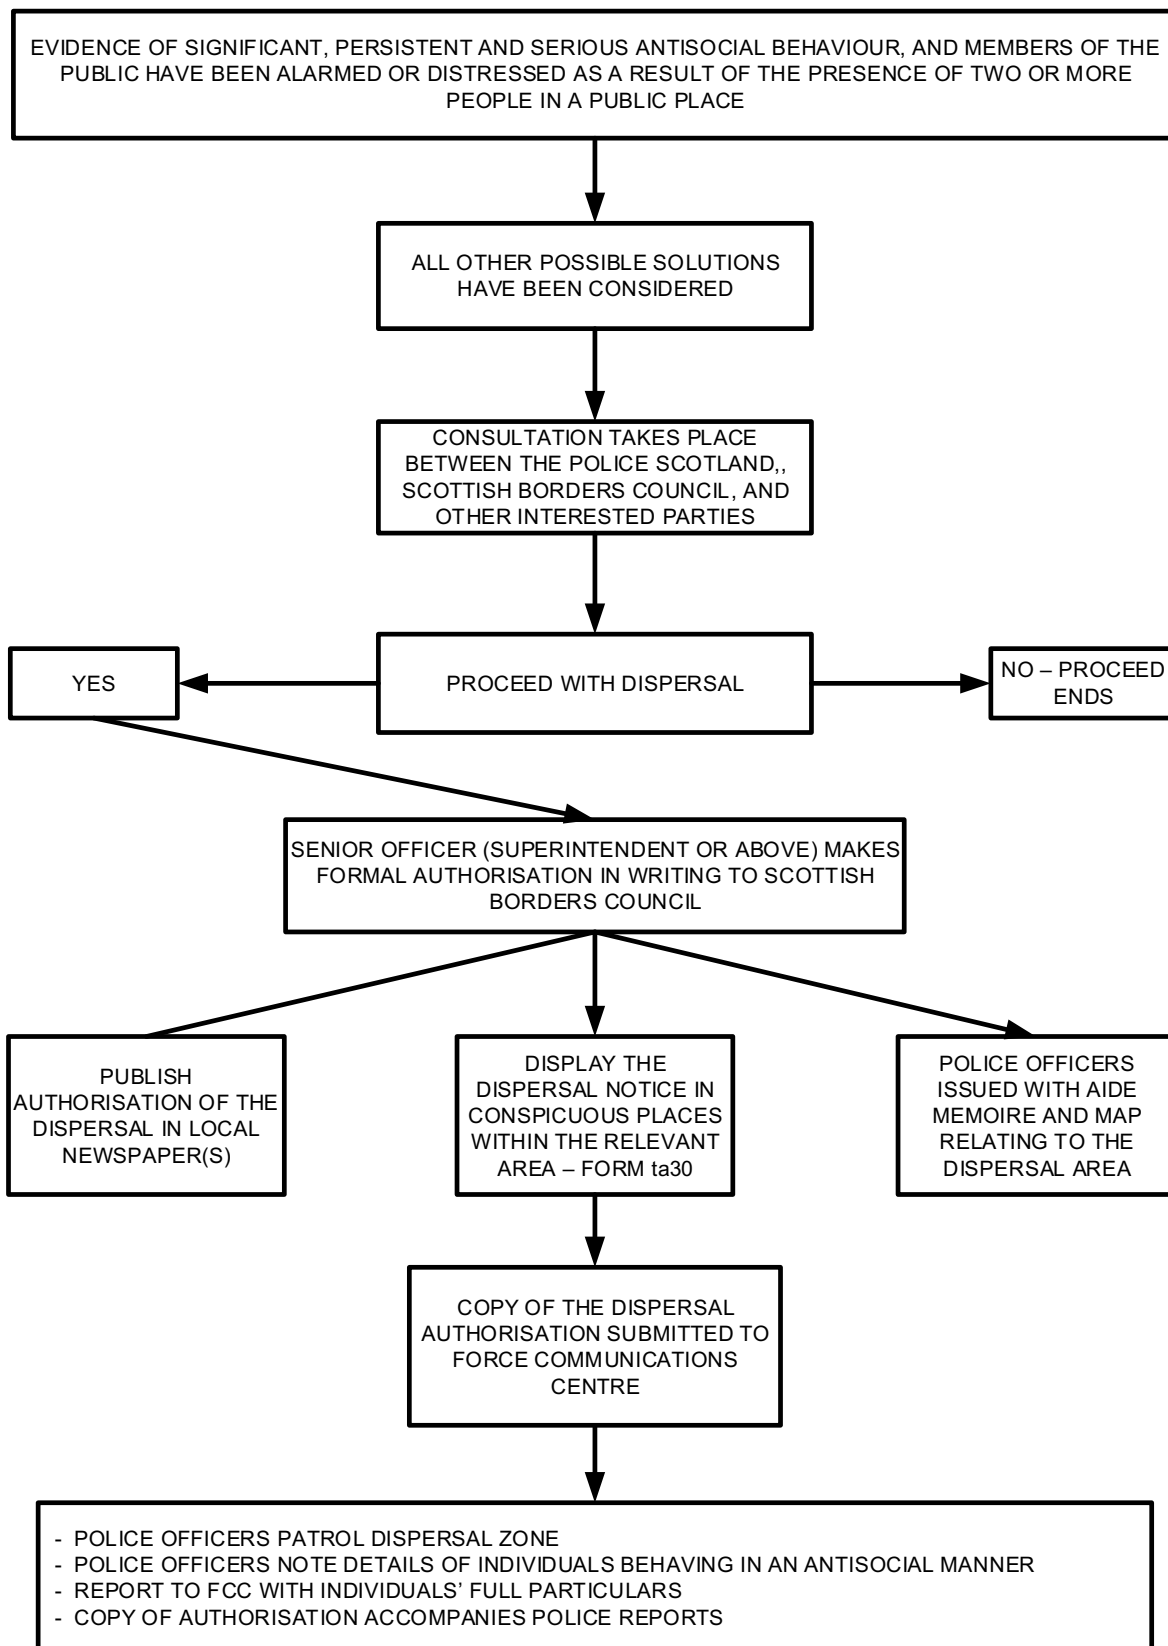 EVIDENCE OF SIGNIFICANT, PERSISTENT AND SERIOUS ANTISOCIAL BEHAVIOUR, AND MEMBERS OF THE
PUBLIC HAVE BEEN ALARMED OR DISTRESSED AS A RESULT OF THE PRESENCE OF TWO OR MORE
PEOPLE IN A PUBLIC PLACE
ALL OTHER POSSIBLE SOLUTIONS
HAVE BEEN CONSIDERED
CONSULTATION TAKES PLACE
BETWEEN THE POLICE SCOTLAND,,
SCOTTISH BORDERS COUNCIL, AND
OTHER INTERESTED PARTIES
YES
PROCEED WITH DISPERSAL
NO – PROCEED
ENDS
SENIOR OFFICER (SUPERINTENDENT OR ABOVE) MAKES
FORMAL AUTHORISATION IN WRITING TO SCOTTISH
BORDERS COUNCIL
PUBLISH
AUTHORISATION OF THE
DISPERSAL IN LOCAL
NEWSPAPER(S)
DISPLAY THE
DISPERSAL NOTICE IN
CONSPICUOUS PLACES
WITHIN THE RELEVANT
AREA – FORM ta30
POLICE OFFICERS
ISSUED WITH AIDE
MEMOIRE AND MAP
RELATING TO THE
DISPERSAL AREA
COPY OF THE DISPERSAL
AUTHORISATION SUBMITTED TO
FORCE COMMUNICATIONS
CENTRE
- POLICE OFFICERS PATROL DISPERSAL ZONE
- POLICE OFFICERS NOTE DETAILS OF INDIVIDUALS BEHAVING IN AN ANTISOCIAL MANNER
- REPORT TO FCC WITH INDIVIDUALS’ FULL PARTICULARS
- COPY OF AUTHORISATION ACCOMPANIES POLICE REPORTS